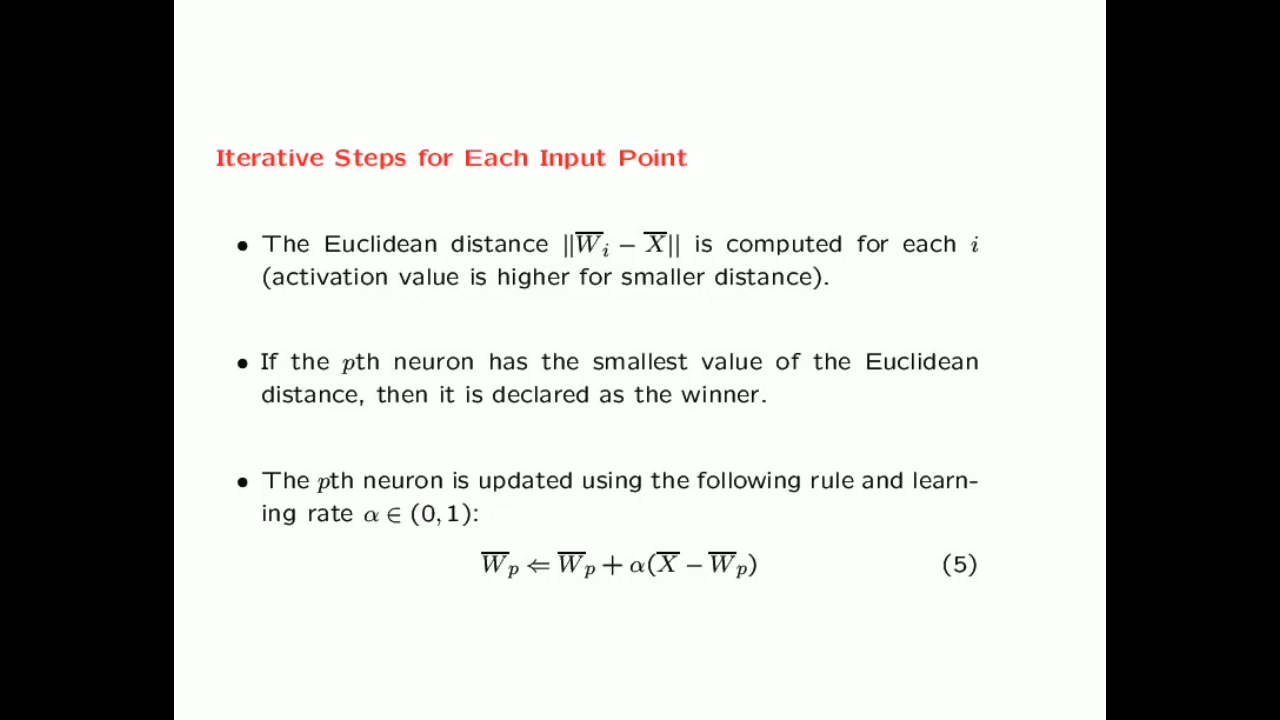 Iterative Steps for Each Input Point
• The Euclidean distance ||W̅ᵢ − X̅|| is computed for each i
(activation value is higher for smaller distance).
• If the pth neuron has the smallest value of the Euclidean
distance, then it is declared as the winner.
• The pth neuron is updated using the following rule and learn-
ing rate α ∈ (0, 1):
W̅ₚ ⇐ W̅ₚ + α(X̅ − W̅ₚ) (5)